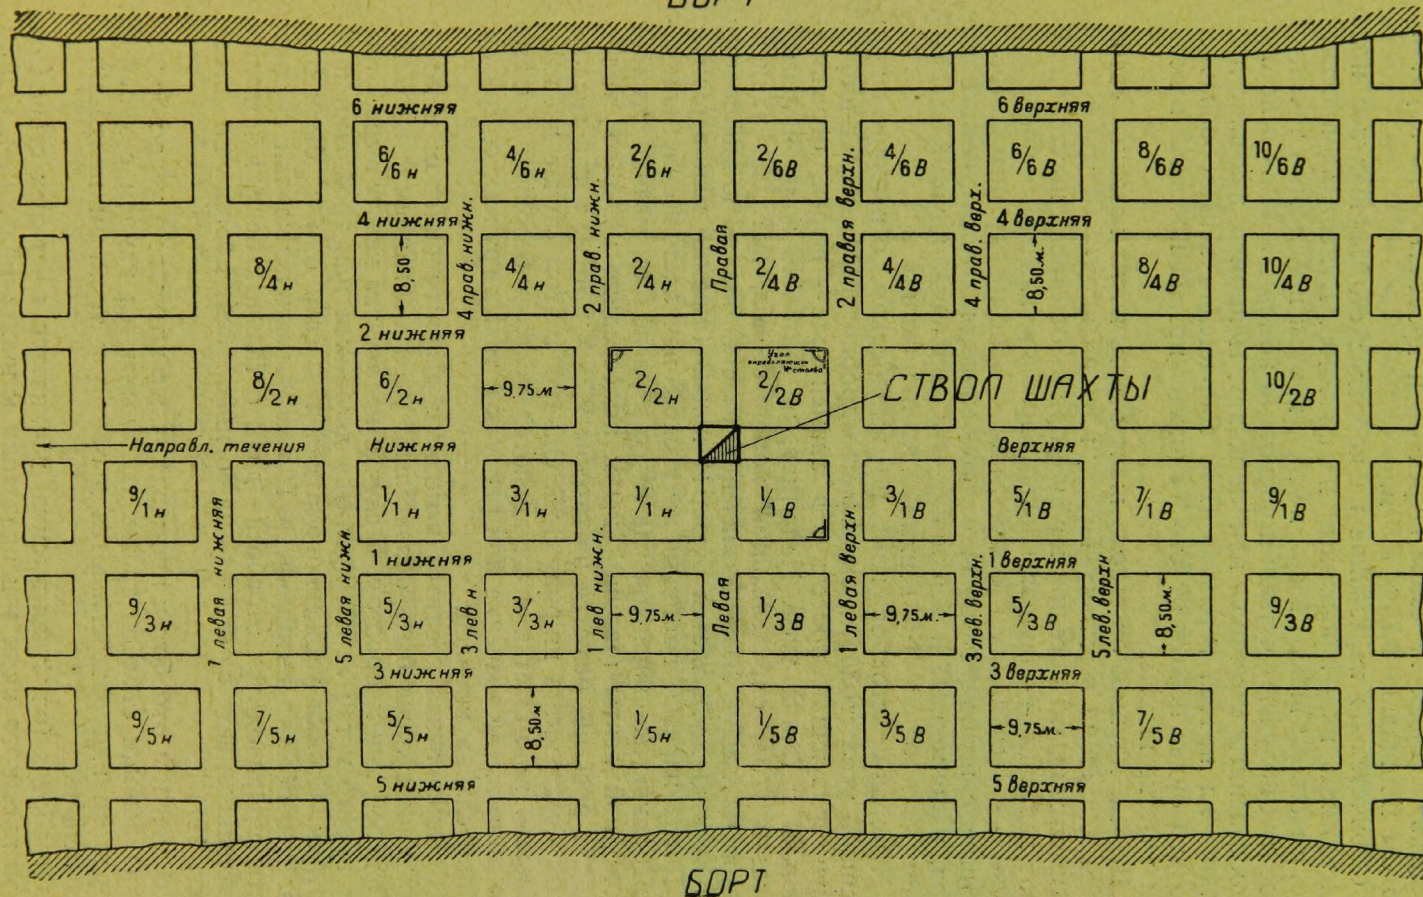 БОРТ
6 нижняя
6 верхняя
6/6 н
4/6 н
2/6 н
2/6 В
4/6 В
6/6 В
8/6 В
10/6 В
4 нижняя
4 верхняя
4 прав. нижн.
2 прав. нижн.
Правая
2 правая верхн.
4 прав. верх.
8/4 н
8,50
4/4 н
2/4 н
2/4 В
4/4 В
8,50 м.
8/4 В
10/4 В
2 нижняя
8/2 н
6/2 н
9,75 м
2/2 н
Угол
№ столба
2/2 В
СТВОЛ ШАХТЫ
10/2 В
Направл. течения
Нижняя
Верхняя
9/1 н
1/1 н
3/1 н
1/1 н
1/1 В
3/1 В
5/1 В
7/1 В
9/1 В
1 нижняя
1 верхняя
7 левая нижняя
5 левая нижн.
3 лев н
1 лев нижн.
Левая
1 левая верхн.
3 лев. верхн.
5 лев. верхн
9/3 н
5/3 н
3/3 н
9,75 м
1/3 В
9,75 м.
5/3 В
8,50 м.
9/3 В
3 нижняя
3 верхняя
9/5 н
7/5 н
5/5 н
8,50 м
1/5 н
1/5 В
3/5 В
9,75 м.
7/5 В
5 нижняя
5 верхняя
БОРТ